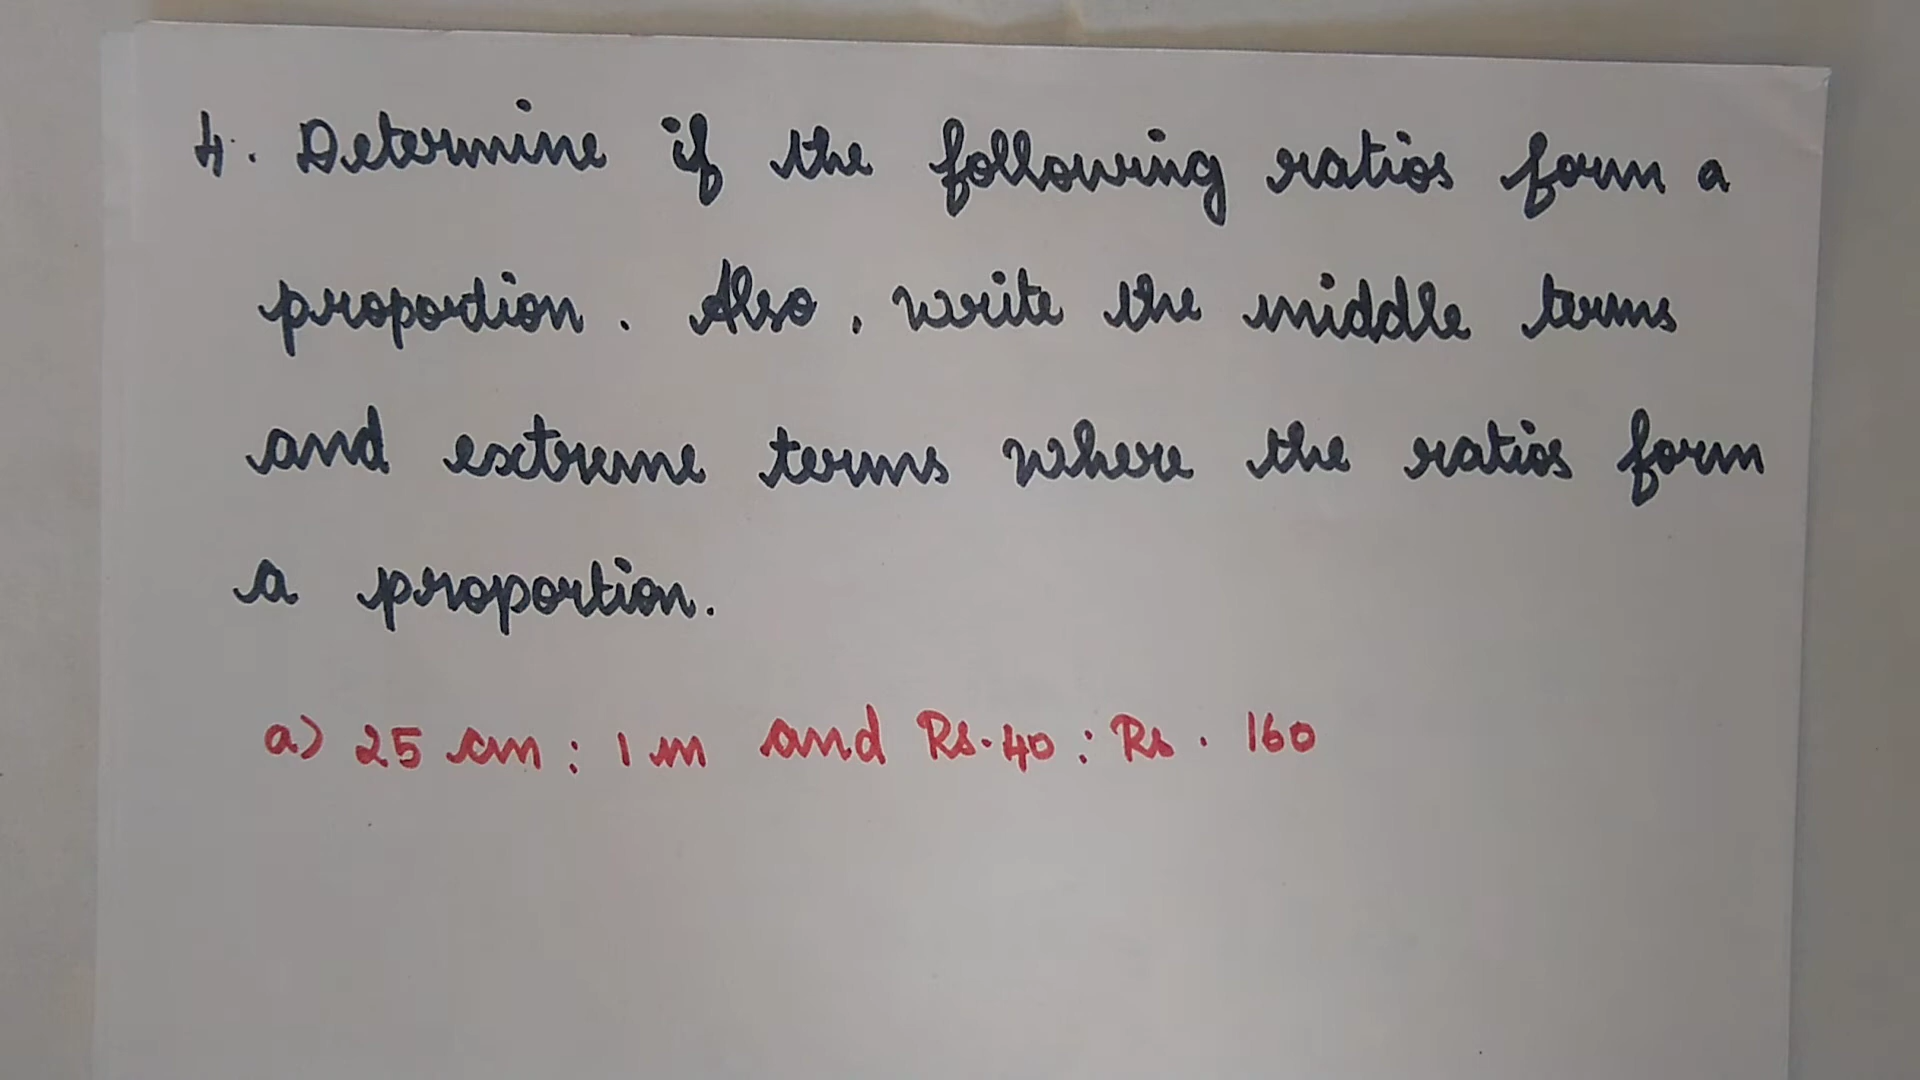 4. Determine if the following ratios form a
proportion. Also, write the middle terms
and extreme terms where the ratios form
a proportion.
a) 25 cm : 1 m and Rs. 40 : Rs. 160